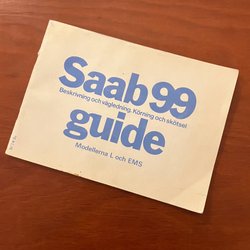 Saab 99
Beskrivning och vägledning. Körning och skötsel
guide
Modellerna L och EMS